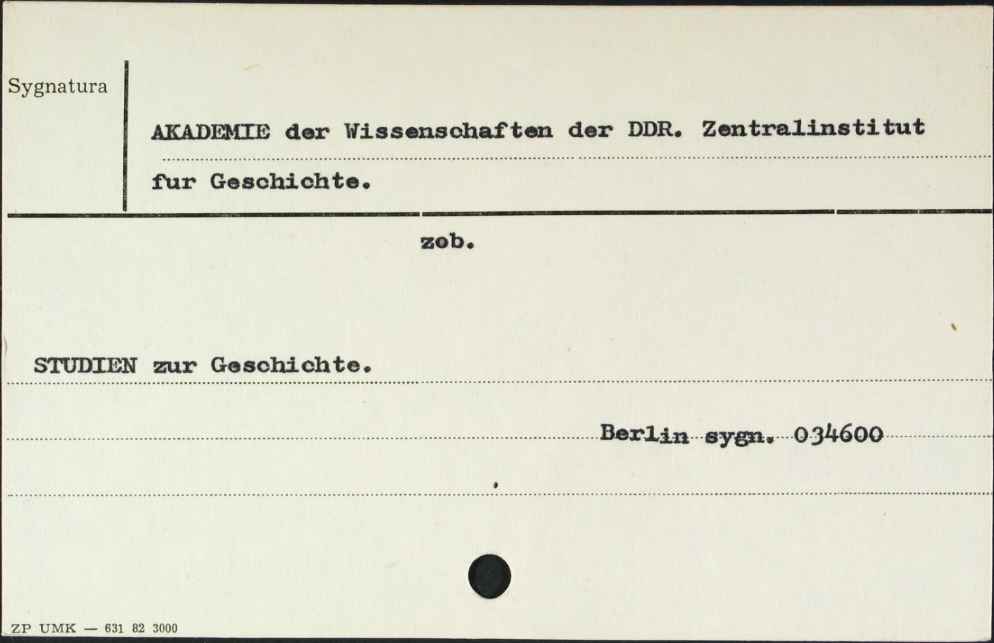 Sygnatura
AKADEMIE der Wissenschaften der DDR. Zentralinstitut
fur Geschichte.
zob.
STUDIEN zur Geschichte.
Berlin sygn. 034600
ZP UMK — 631 82 3000